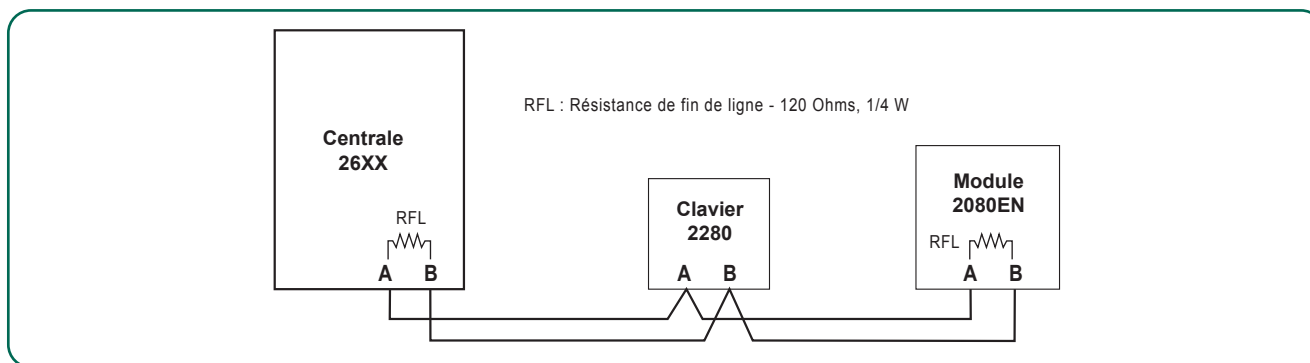 RFL : Résistance de fin de ligne - 120 Ohms, 1/4 W
Centrale
26XX
RFL
A B
Clavier
2280
A B
Module
2080EN
RFL
A B